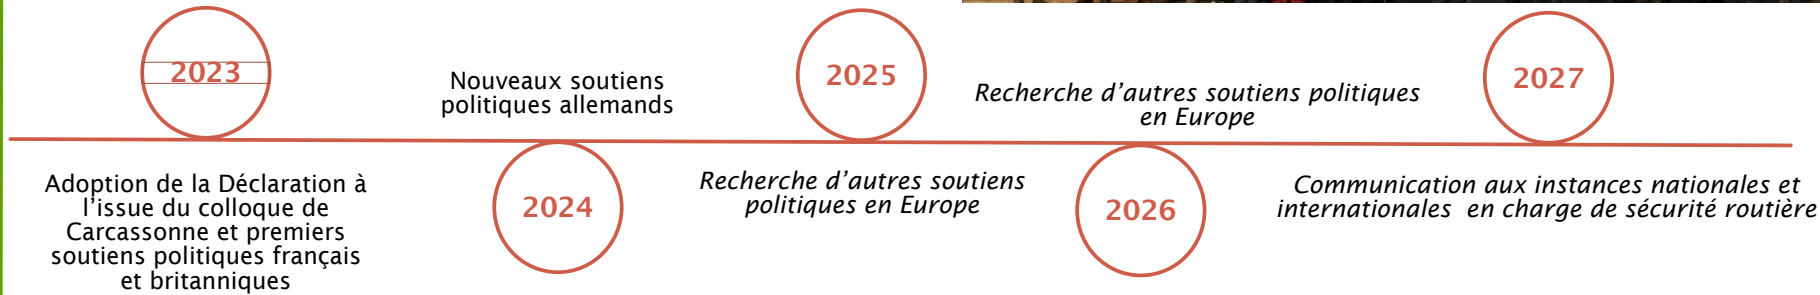 2023
Adoption de la Déclaration à
l’issue du colloque de
Carcassonne et premiers
soutiens politiques français
et britanniques
Nouveaux soutiens
politiques allemands
2024
2025
Recherche d’autres soutiens
politiques en Europe
Recherche d’autres soutiens politiques
en Europe
2026
2027
Communication aux instances nationales et
internationales en charge de sécurité routière